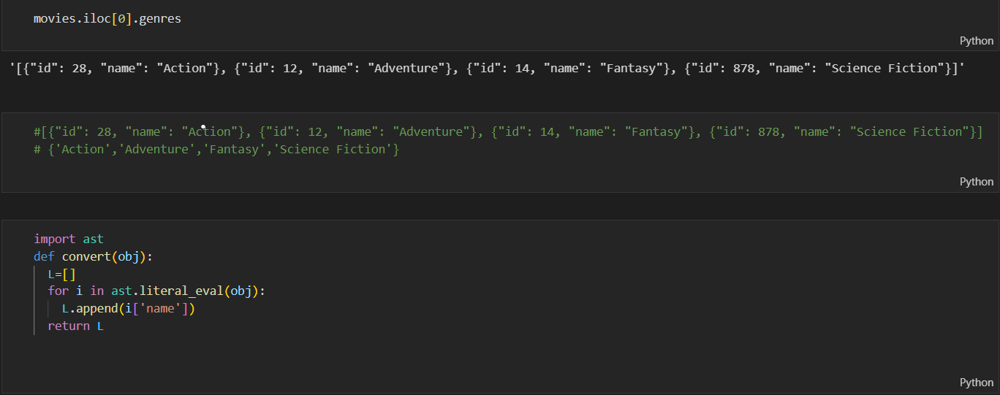 movies.iloc[0].genres
Python
'[{"id": 28, "name": "Action"}, {"id": 12, "name": "Adventure"}, {"id": 14, "name": "Fantasy"}, {"id": 878, "name": "Science Fiction"}]'
#[{"id": 28, "name": "Action"}, {"id": 12, "name": "Adventure"}, {"id": 14, "name": "Fantasy"}, {"id": 878, "name": "Science Fiction"}]
# {'Action','Adventure','Fantasy','Science Fiction'}
Python
import ast
def convert(obj):
  L=[]
  for i in ast.literal_eval(obj):
    L.append(i['name'])
  return L
Python